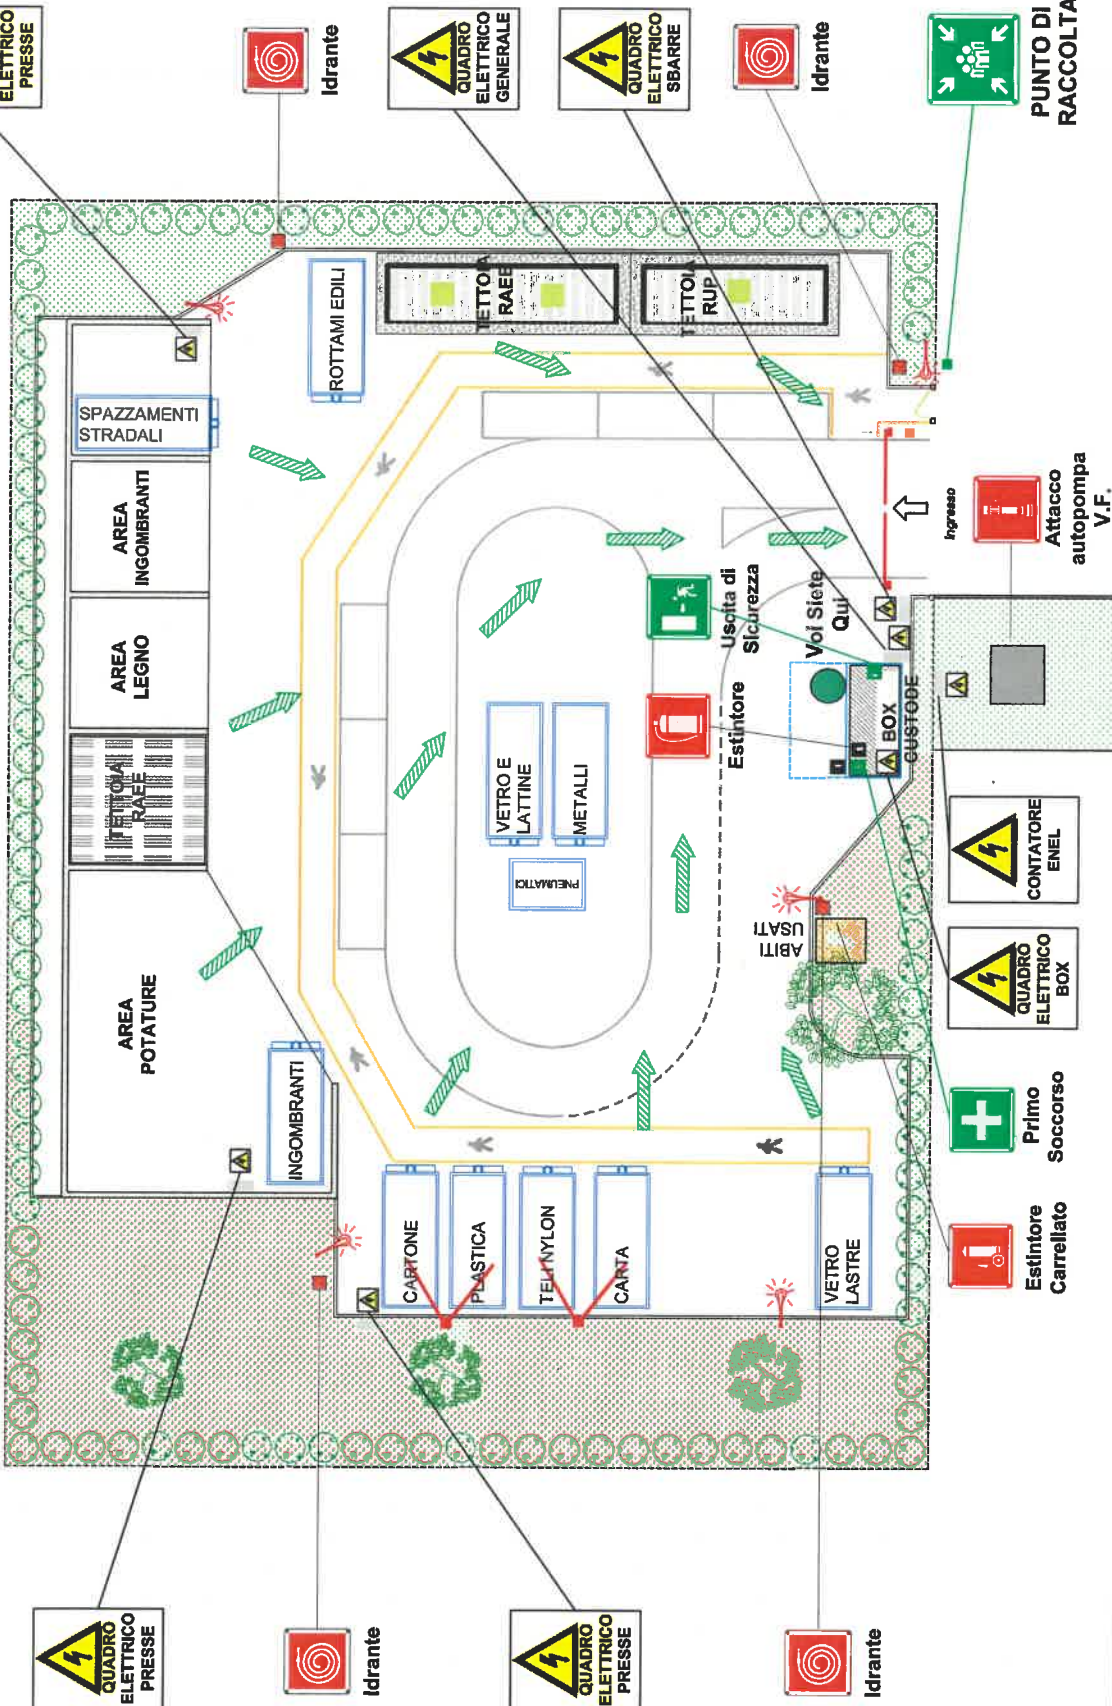 QUADRO
ELETTRICO
PRESSE
Idrante
QUADRO
ELETTRICO
PRESSE
Idrante
ELETTRICO
PRESSE
Idrante
QUADRO
ELETTRICO
GENERALE
QUADRO
ELETTRICO
SBARRE
Idrante
PUNTO DI
RACCOLTA
AREA
POTATURE
TETTOIA
RAEE
AREA
LEGNO
AREA
INGOMBRANTI
SPAZZAMENTI
STRADALI
INGOMBRANTI
ROTTAMI EDILI
TETTOIA
RAEE
TETTOIA
RUP
CARTONE
PLASTICA
TELI NYLON
CARTA
VETRO
LASTRE
VETRO E
LATTINE
METALLI
PNEUMATICI
ABITI
USATI
Estintore
Uscita di
Sicurezza
Voi Siete
Qui
BOX
CUSTODE
Ingresso
Estintore
Carrellato
Primo
Soccorso
QUADRO
ELETTRICO
BOX
CONTATORE
ENEL
Attacco
autopompa
V.F.